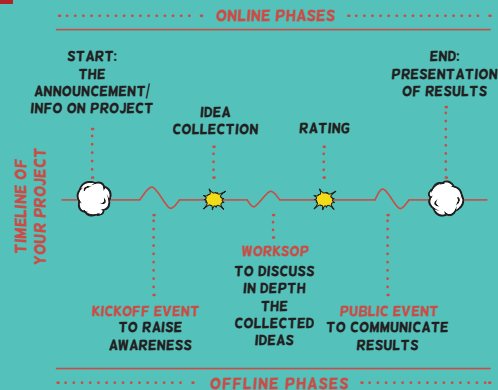 ONLINE PHASES
START:
THE
ANNOUNCEMENT/
INFO ON PROJECT
IDEA
COLLECTION
RATING
END:
PRESENTATION
OF RESULTS
TIMELINE OF
YOUR PROJECT
KICKOFF EVENT
TO RAISE
AWARENESS
WORKSOP
TO DISCUSS
IN DEPTH
THE
COLLECTED
IDEAS
PUBLIC EVENT
TO COMMUNICATE
RESULTS
OFFLINE PHASES